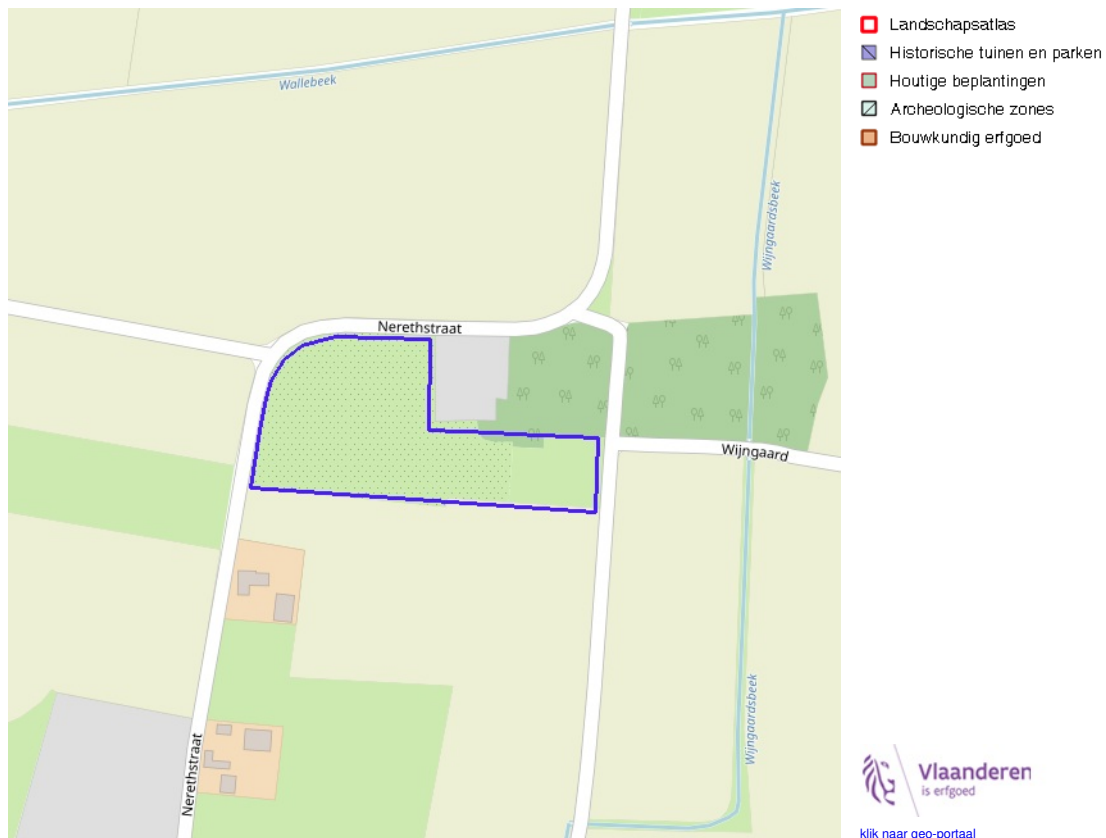 Wallebeek
Wijngaardsbeek
Nerethstraat
Wijngaard
Wijngaardsbeek
Nerethstraat
Landschapsatlas
Historische tuinen en parken
Houtige beplantingen
Archeologische zones
Bouwkundig erfgoed
Vlaanderen
is erfgoed
klik naar geo-portaal